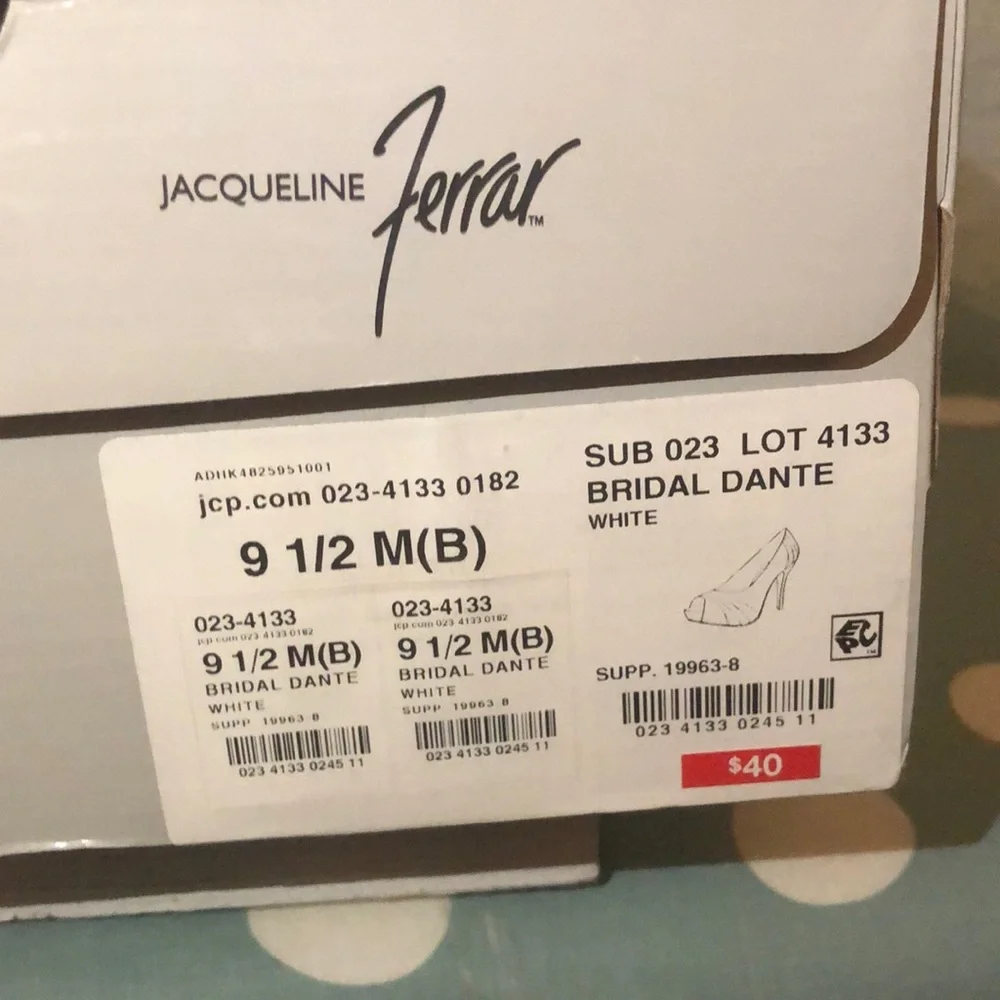 JACQUELINE Ferrar™
ADHK4825951001
jcp.com 023-4133 0182
9 1/2 M(B)
023-4133
jcp com 023 4133 0182
9 1/2 M(B)
BRIDAL DANTE
WHITE
SUPP 19963 8
023 4133 0245 11
023-4133
jcp com 023 4133 0182
9 1/2 M(B)
BRIDAL DANTE
WHITE
SUPP 19963 8
023 4133 0245 11
SUB 023 LOT 4133
BRIDAL DANTE
WHITE
EPC™
SUPP. 19963-8
023 4133 0245 11
$40